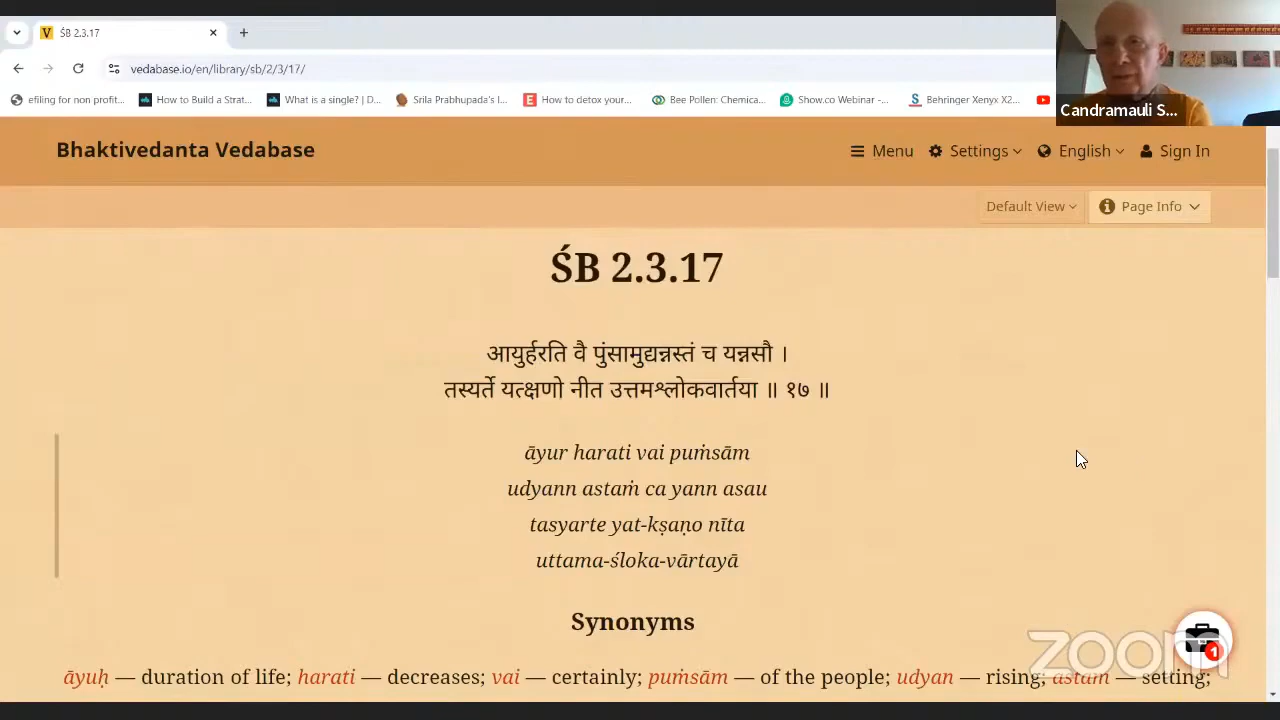 ŚB 2.3.17
vedabase.io/en/library/sb/2/3/17/
efiling for non profit...
How to Build a Strat...
What is a single? | D...
Srila Prabhupada's l...
How to detox your...
Bee Pollen: Chemica...
Show.co Webinar -...
Behringer Xenyx X2...
Candramauli S...
Bhaktivedanta Vedabase
Menu
Settings
English
Sign In
Default View
Page Info
ŚB 2.3.17
आयुर्हरति वै पुंसामुद्यन्नस्तं च यन्नसौ ।
तस्यर्ते यत्क्षणो नीत उत्तमश्लोकवार्तया ॥ १७ ॥
āyur harati vai puṁsām
udyann astaṁ ca yann asau
tasyarte yat-kṣaṇo nīta
uttama-śloka-vārtayā
Synonyms
āyuḥ — duration of life; harati — decreases; vai — certainly; puṁsām — of the people; udyan — rising; astam — setting;
zoom
1